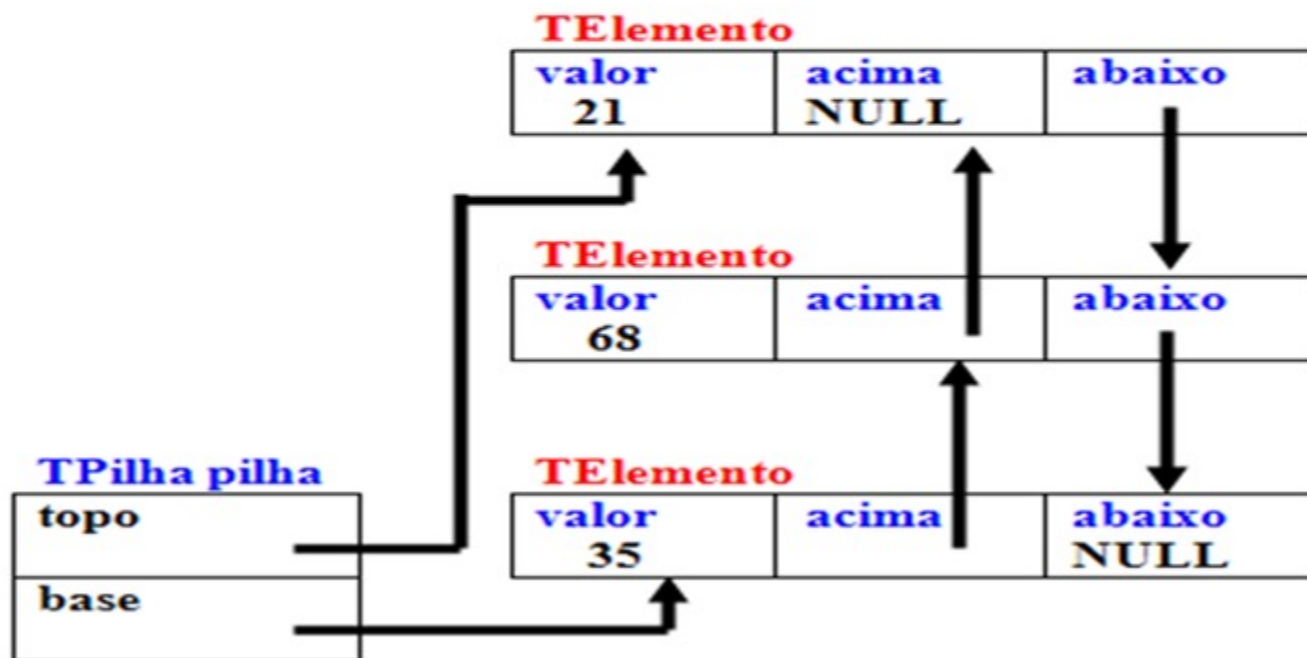 TElemento
valor acima abaixo
21 NULL
TElemento
valor acima abaixo
68
TPilha pilha
topo
base
TElemento
valor acima abaixo
35 NULL